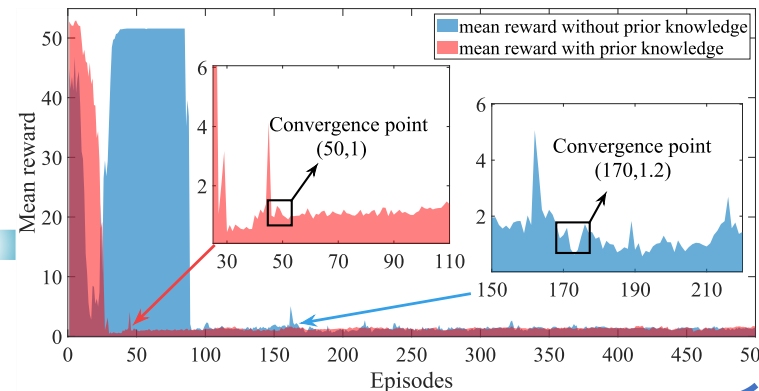 mean reward without prior knowledge
mean reward with prior knowledge
Mean reward
50
40
30
20
10
0
6
4
2
Convergence point
(50,1)
25 50 70 90 110
6
4
2
Convergence point
(170,1.2)
150 170 190 210
0 50 100 150 200 250 300 350 400 450 500
Episodes